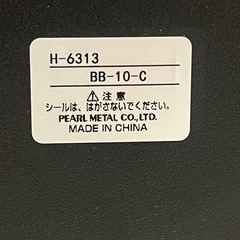 H-6313
BB-10-C
⚠ 注意
シールは、はがさないでください。
PEARL METAL CO.,LTD.
MADE IN CHINA